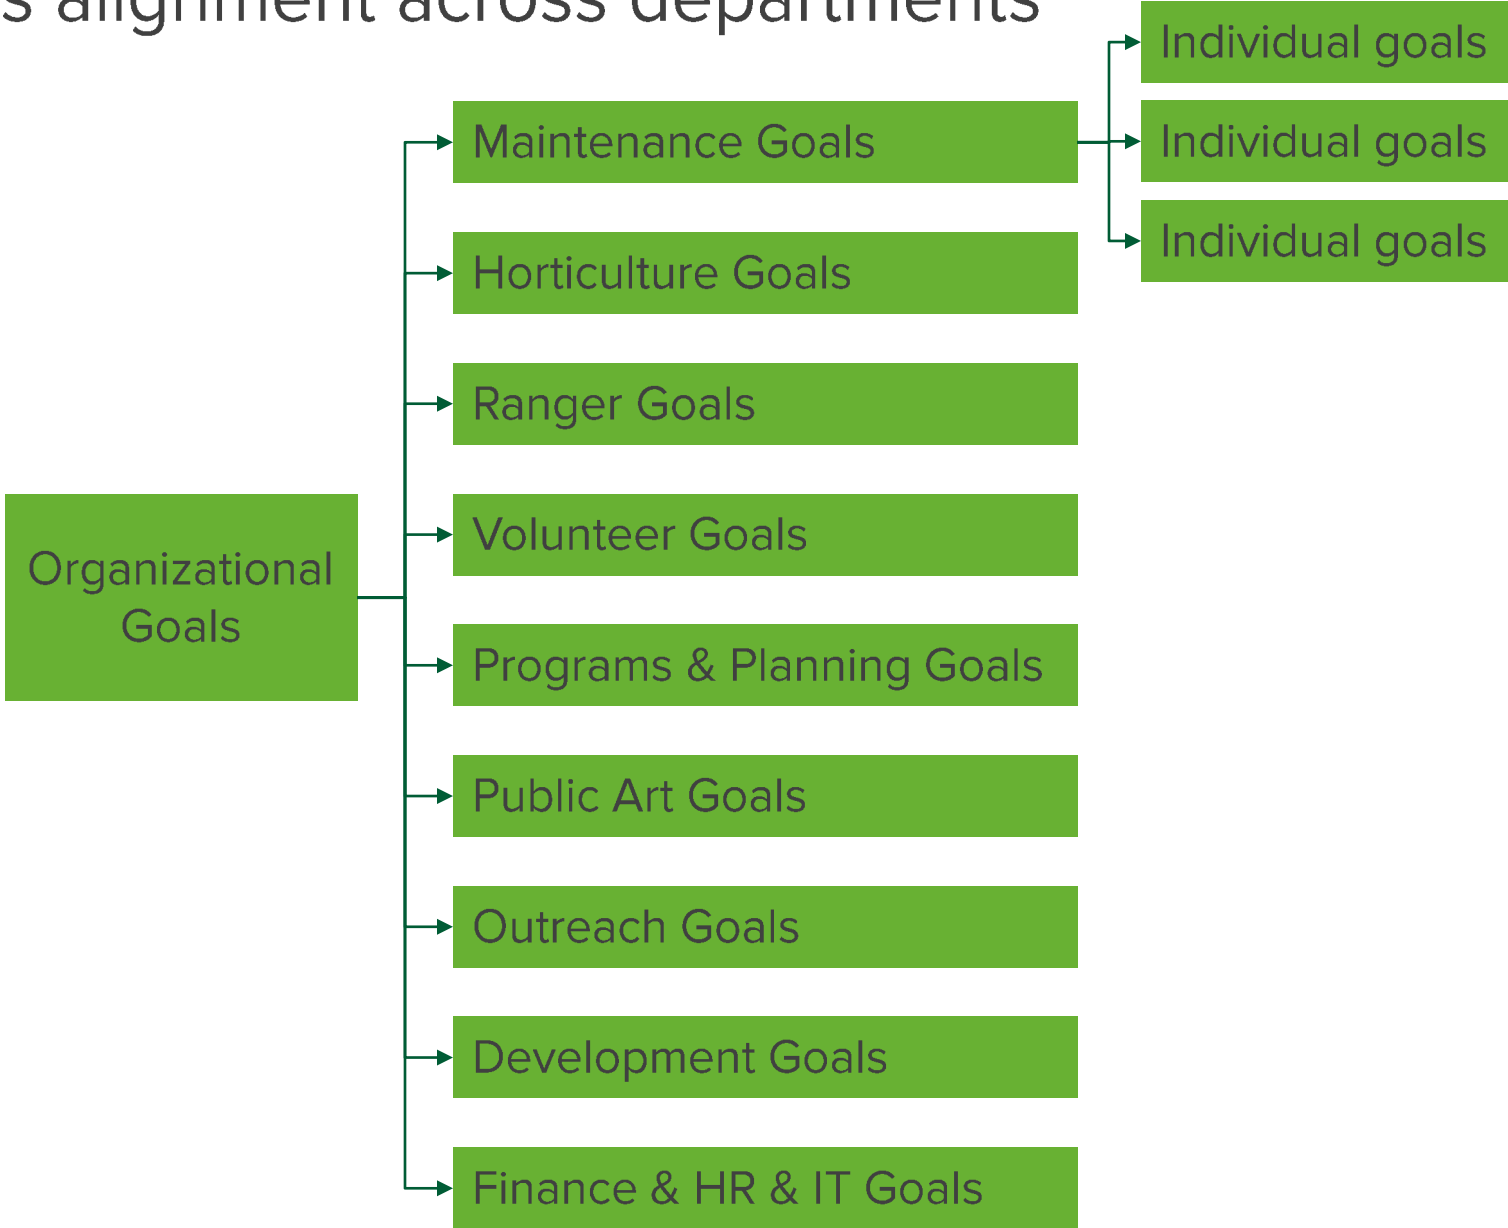 s alignment across departments
Individual goals
Maintenance Goals
Individual goals
Individual goals
Horticulture Goals
Ranger Goals
Volunteer Goals
Organizational
Goals
Programs & Planning Goals
Public Art Goals
Outreach Goals
Development Goals
Finance & HR & IT Goals